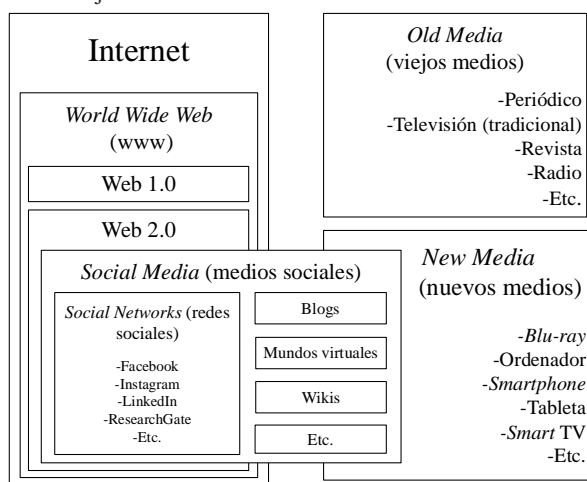 Internet
World Wide Web
(www)
Web 1.0
Web 2.0
Social Media (medios sociales)
Social Networks (redes
sociales)
-Facebook
-Instagram
-LinkedIn
-ResearchGate
-Etc.
Blogs
Mundos virtuales
Wikis
Etc.
Old Media
(viejos medios)
-Periódico
-Televisión (tradicional)
-Revista
-Radio
-Etc.
New Media
(nuevos medios)
-Blu-ray
-Ordenador
-Smartphone
-Tableta
-Smart TV
-Etc.